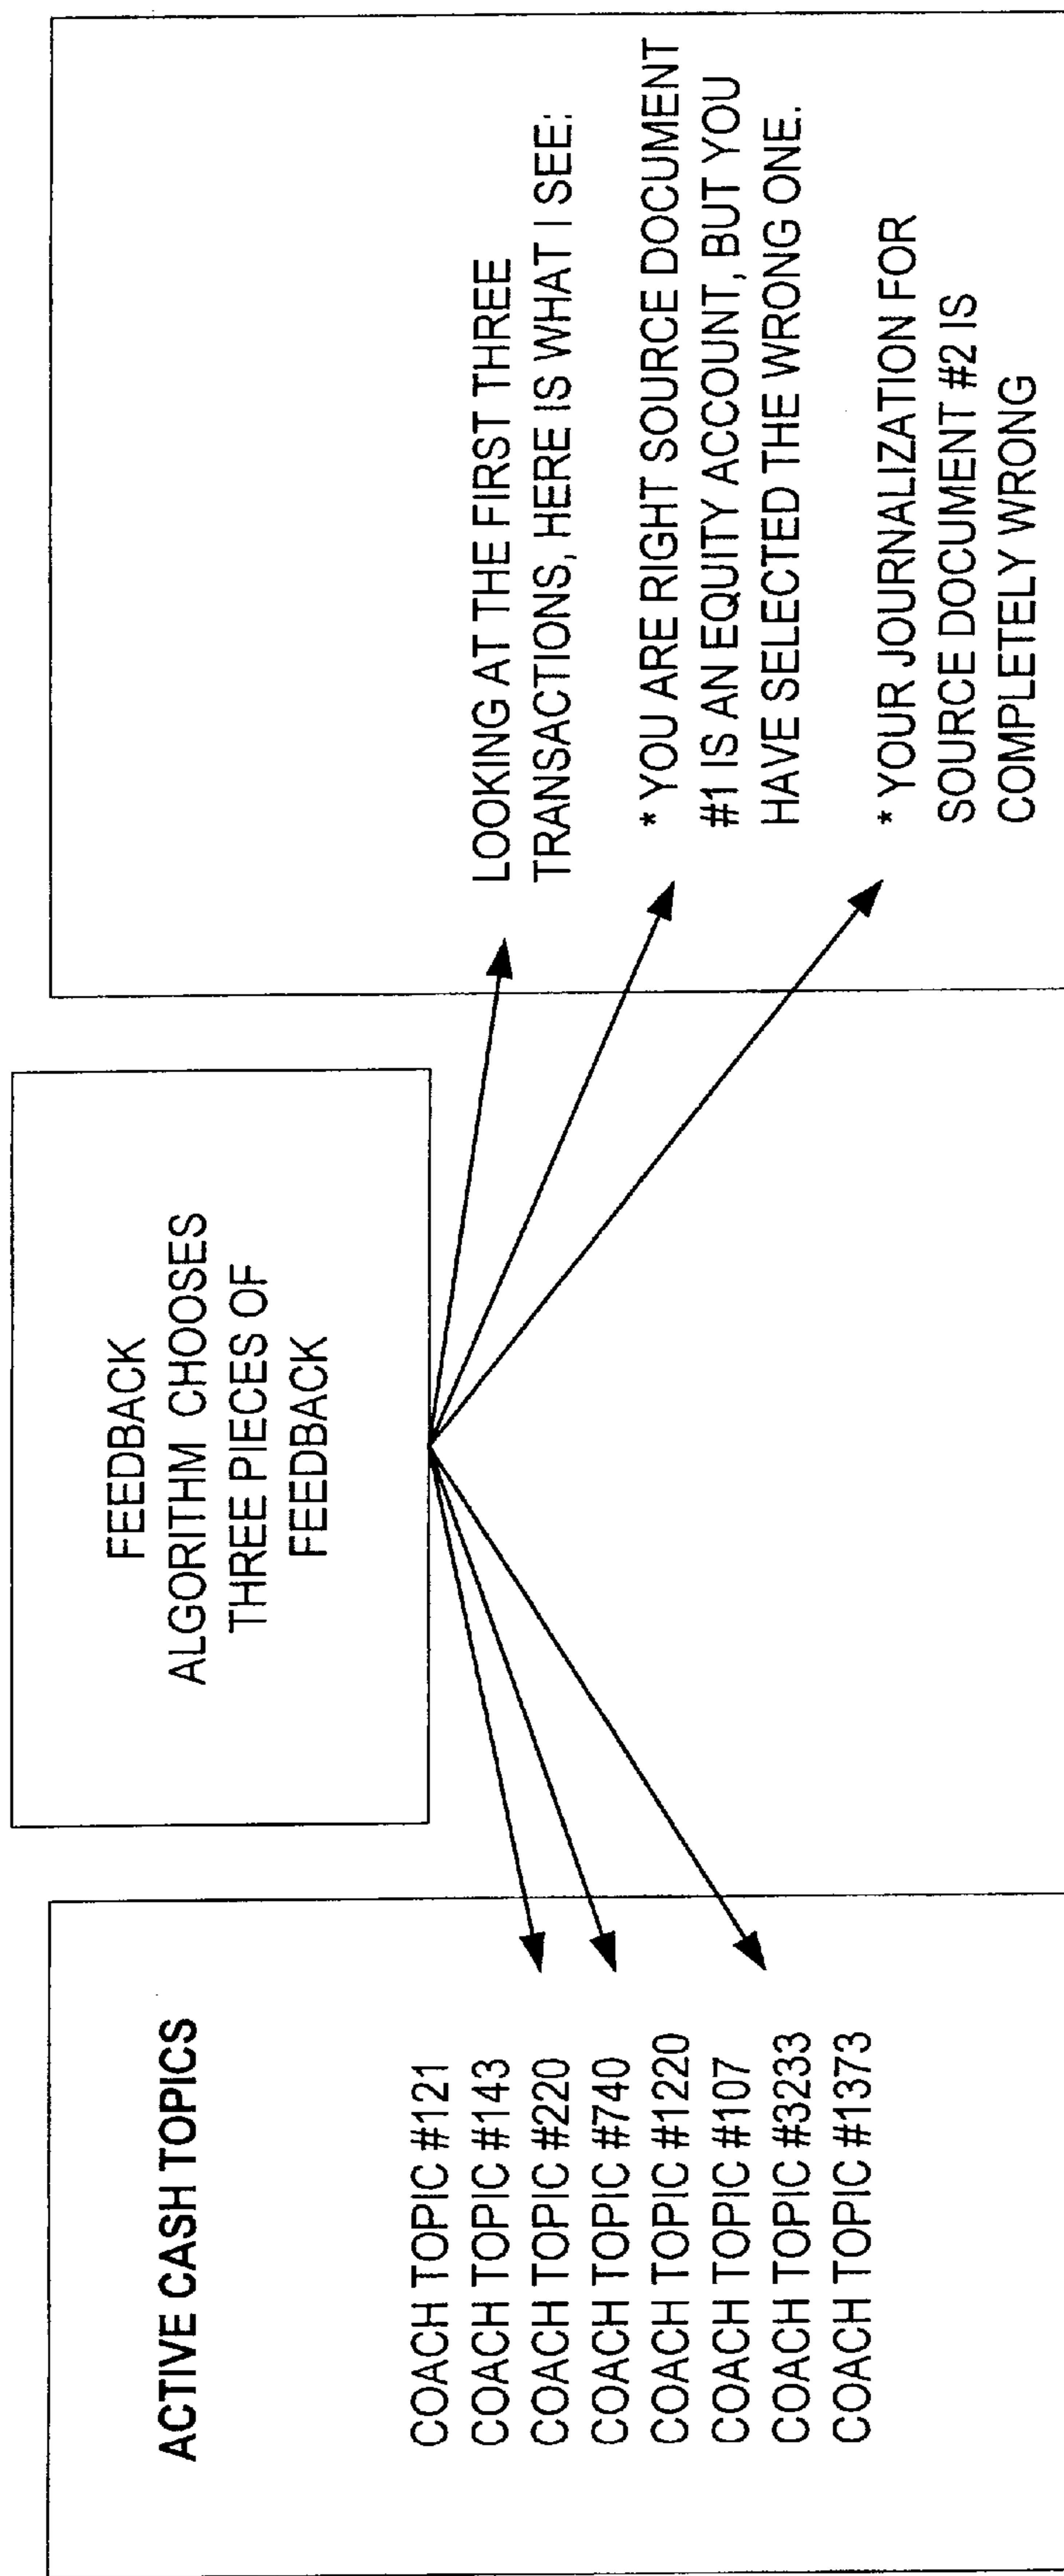 ACTIVE CASH TOPICS
COACH TOPIC #121
COACH TOPIC #143
COACH TOPIC #220
COACH TOPIC #740
COACH TOPIC #1220
COACH TOPIC #107
COACH TOPIC #3233
COACH TOPIC #1373
FEEDBACK
ALGORITHM CHOOSES
THREE PIECES OF
FEEDBACK
LOOKING AT THE FIRST THREE
TRANSACTIONS, HERE IS WHAT I SEE:
* YOU ARE RIGHT SOURCE DOCUMENT
#1 IS AN EQUITY ACCOUNT, BUT YOU
HAVE SELECTED THE WRONG ONE.
* YOUR JOURNALIZATION FOR
SOURCE DOCUMENT #2 IS
COMPLETELY WRONG